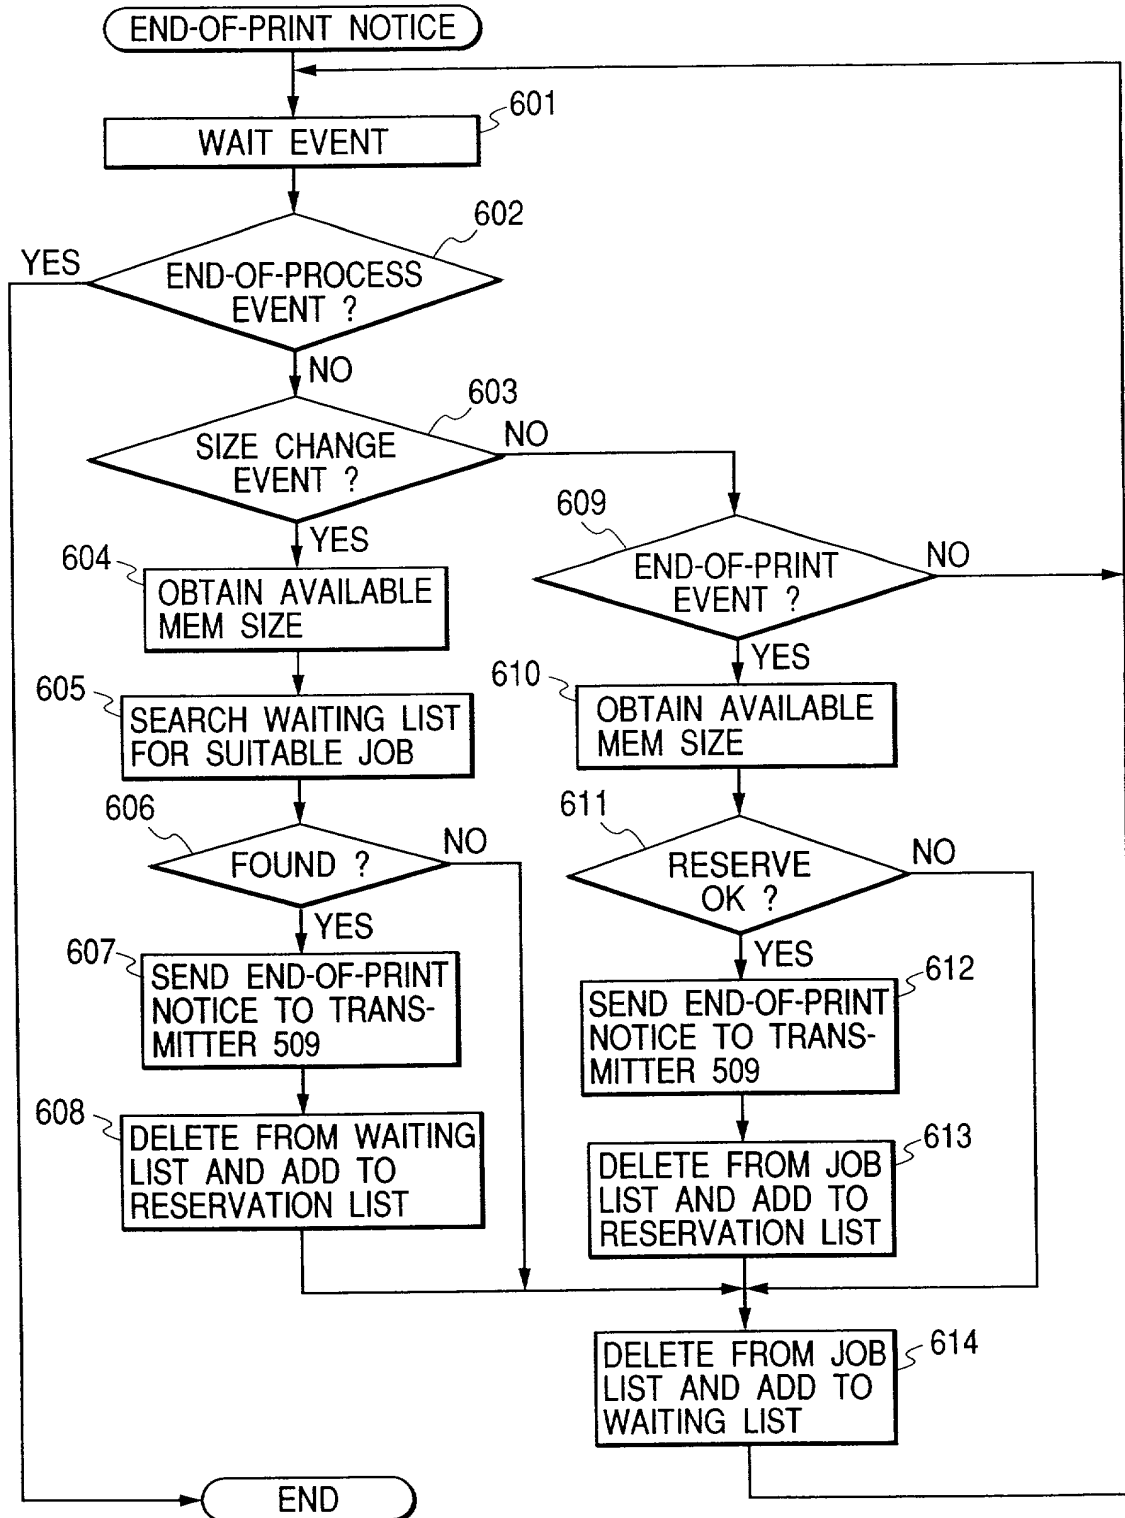 END-OF-PRINT NOTICE
601
WAIT EVENT
602
YES
END-OF-PROCESS
EVENT ?
NO
603
SIZE CHANGE
EVENT ?
NO
YES
604
OBTAIN AVAILABLE
MEM SIZE
605
SEARCH WAITING LIST
FOR SUITABLE JOB
606
FOUND ?
NO
YES
607
SEND END-OF-PRINT
NOTICE TO TRANS-
MITTER 509
608
DELETE FROM WAITING
LIST AND ADD TO
RESERVATION LIST
609
END-OF-PRINT
EVENT ?
NO
YES
610
OBTAIN AVAILABLE
MEM SIZE
611
RESERVE
OK ?
NO
YES
612
SEND END-OF-PRINT
NOTICE TO TRANS-
MITTER 509
613
DELETE FROM JOB
LIST AND ADD TO
RESERVATION LIST
614
DELETE FROM JOB
LIST AND ADD TO
WAITING LIST
END